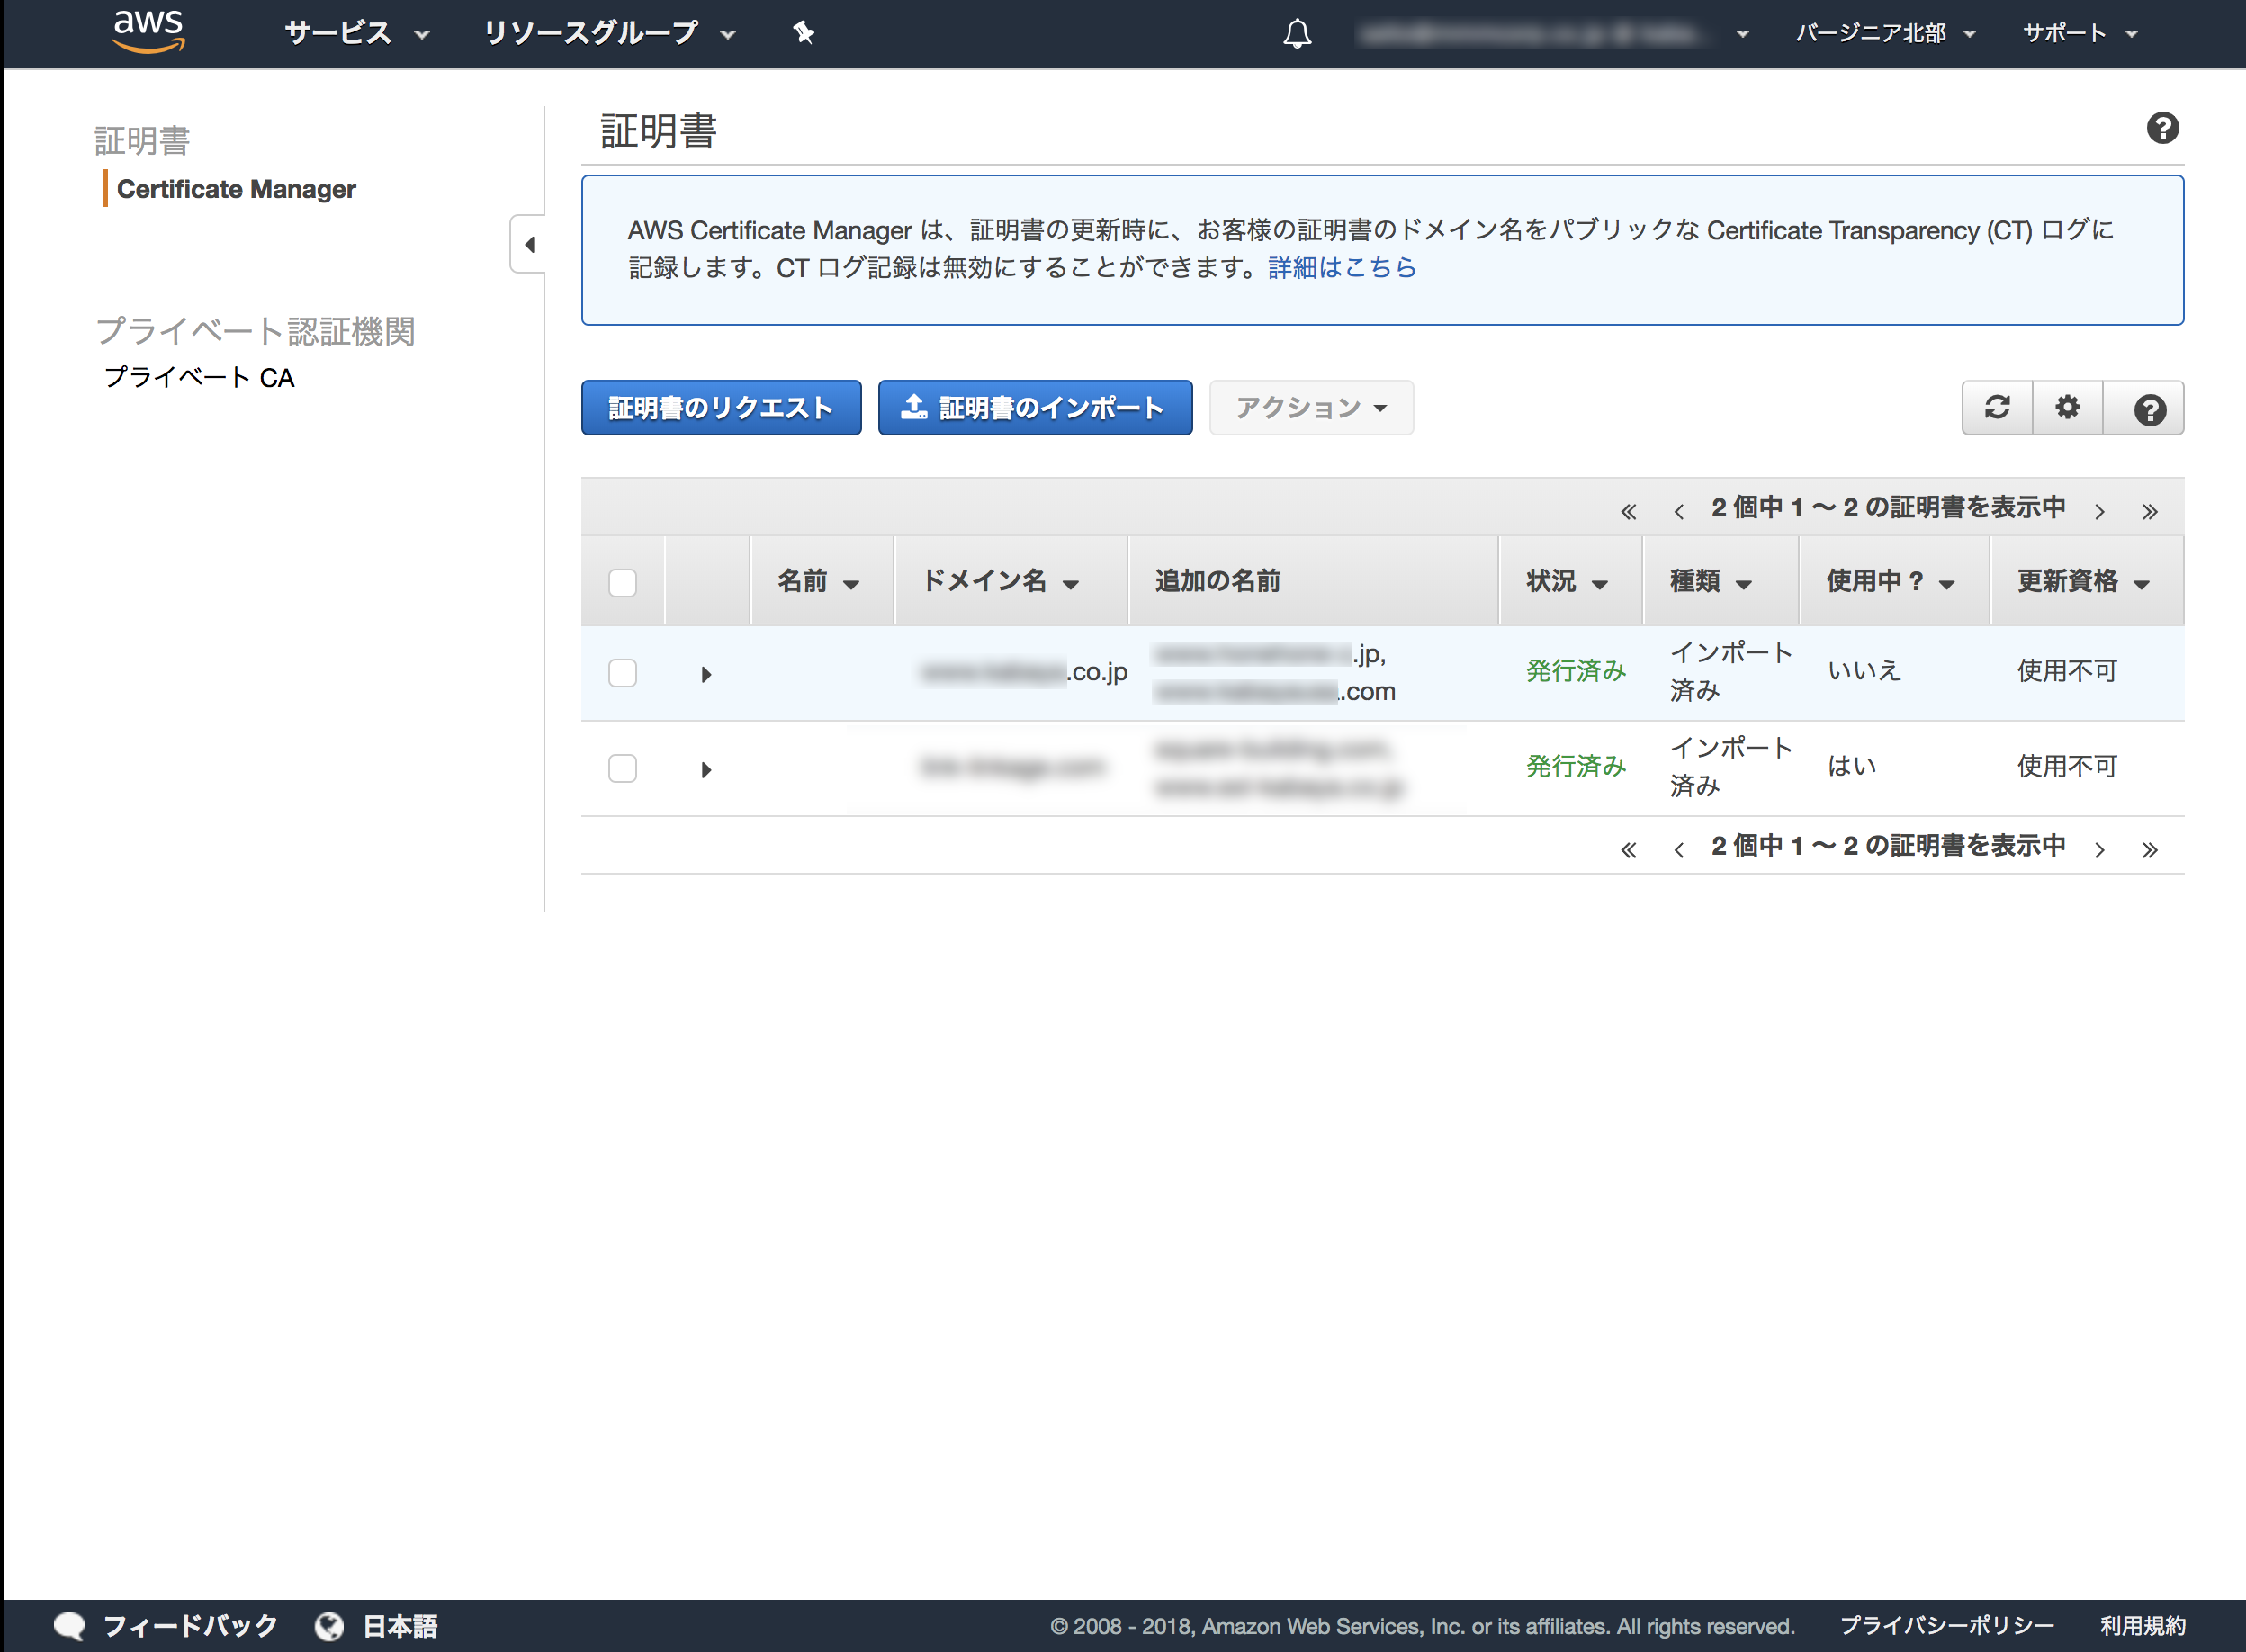 aws サービス リソースグループ バージニア北部 サポート
証明書
Certificate Manager
プライベート認証機関
プライベート CA
証明書
AWS Certificate Manager は、証明書の更新時に、お客様の証明書のドメイン名をパブリックな Certificate Transparency (CT) ログに
記録します。CT ログ記録は無効にすることができます。詳細はこちら
証明書のリクエスト 証明書のインポート アクション
« ‹ 2 個中 1 〜 2 の証明書を表示中 › »
名前 ドメイン名 追加の名前 状況 種類 使用中 ? 更新資格
.co.jp .jp, 発行済み インポート いいえ 使用不可
.com 済み
発行済み インポート はい 使用不可
済み
« ‹ 2 個中 1 〜 2 の証明書を表示中 › »
フィードバック 日本語 © 2008 - 2018, Amazon Web Services, Inc. or its affiliates. All rights reserved. プライバシーポリシー 利用規約